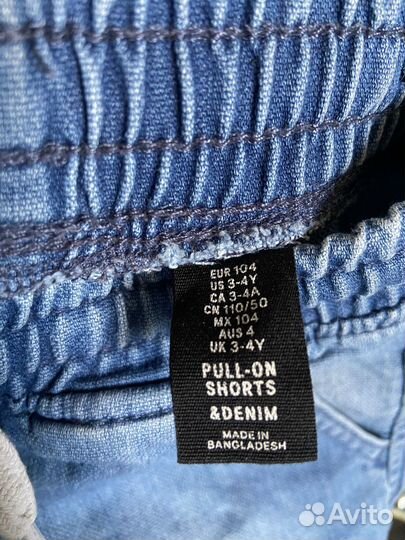 EUR 104
US 3-4Y
CA 3-4A
CN 110/50
MX 104
AUS 4
UK 3-4Y
PULL-ON
SHORTS
&DENIM
MADE IN
BANGLADESH
Avito